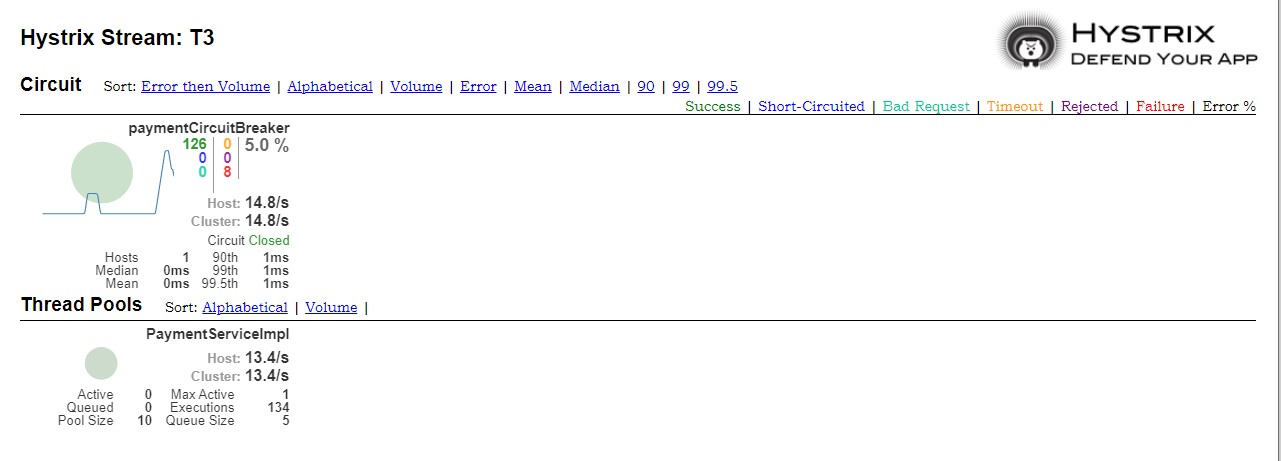 Hystrix Stream: T3
HYSTRIX
DEFEND YOUR APP
Circuit Sort: Error then Volume | Alphabetical | Volume | Error | Mean | Median | 90 | 99 | 99.5
Success | Short-Circuited | Bad Request | Timeout | Rejected | Failure | Error %
paymentCircuitBreaker
126 0 5.0 %
0 0
0 8
Host: 14.8/s
Cluster: 14.8/s
Circuit Closed
Hosts 1 90th 1ms
Median 0ms 99th 1ms
Mean 0ms 99.5th 1ms
Thread Pools Sort: Alphabetical | Volume |
PaymentServiceImpl
Host: 13.4/s
Cluster: 13.4/s
Active 0 Max Active 1
Queued 0 Executions 134
Pool Size 10 Queue Size 5